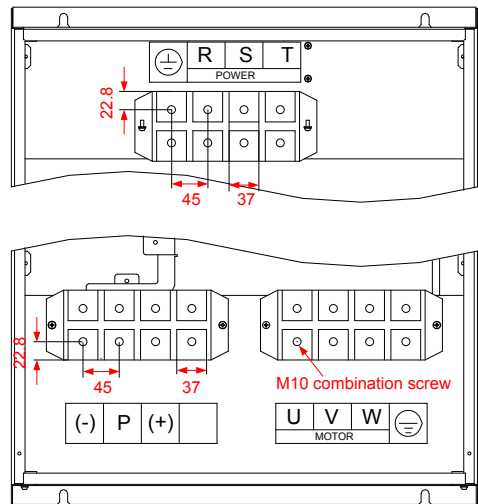 R S T
POWER
22.8
45 37
22.8
45 37
M10 combination screw
(-) P (+)
U V W
MOTOR